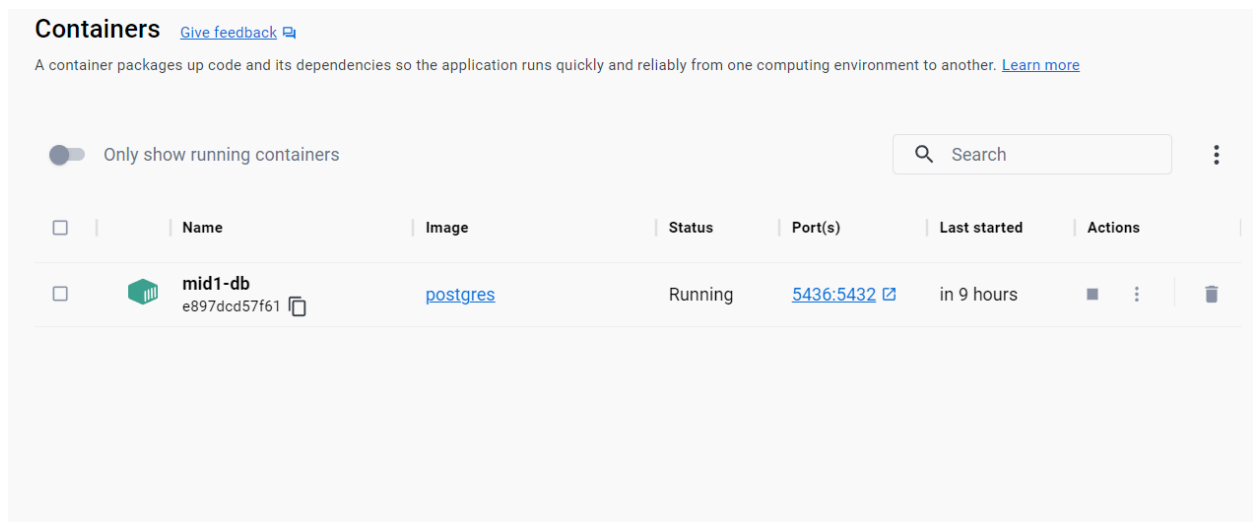 Containers Give feedback
A container packages up code and its dependencies so the application runs quickly and reliably from one computing environment to another. Learn more
Only show running containers
Search
Name Image Status Port(s) Last started Actions
mid1-db
e897dcd57f61
postgres Running 5436:5432 in 9 hours